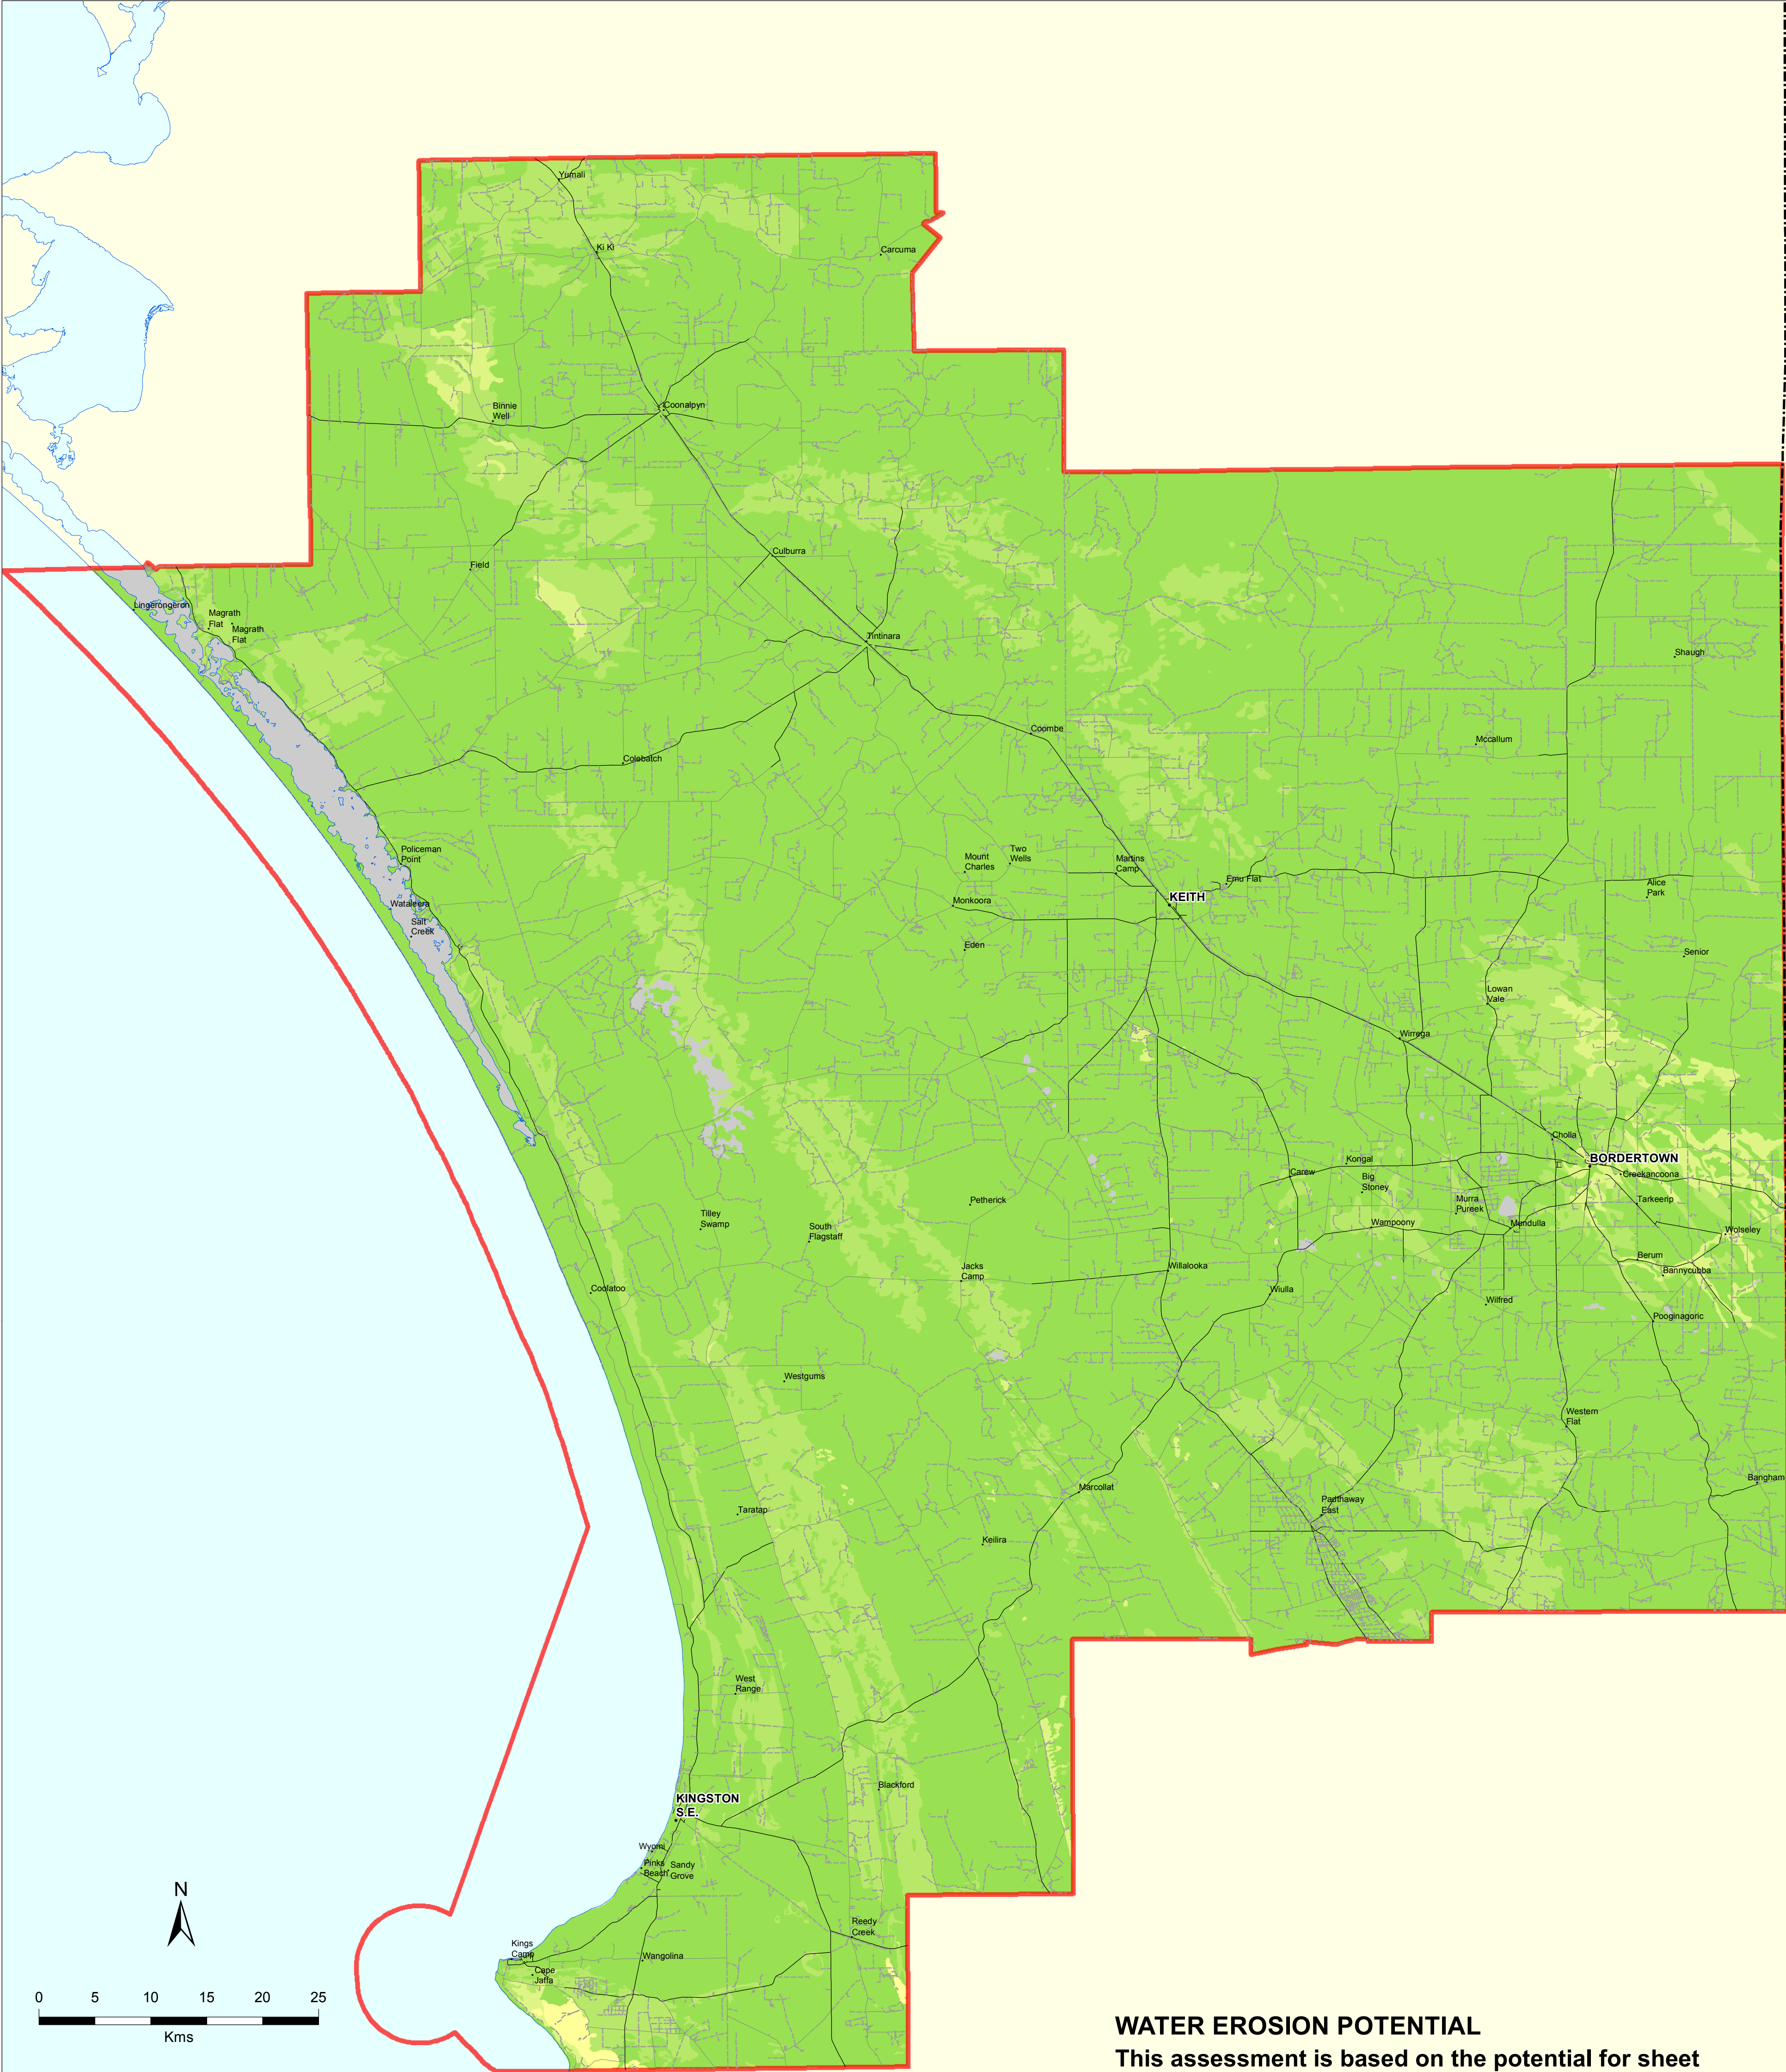 Yumali
Ki Ki
Carcuma
Binnie
Well
Coonalpyn
Culburra
Field
Lingerongeron
Magrath
Flat
Magrath
Flat
Tintinara
Shaugh
Coombe
Mccallum
Colebatch
Policeman
Point
Mount
Charles
Two
Wells
Martins
Camp
Emu Flat
KEITH
Alice
Park
Wataleera
Monkoora
Salt
Creek
Eden
Senior
Lowan
Vale
Wirrega
Cholla
BORDERTOWN
Kongal
Carew
Big
Stoney
Creekancoona
Tarkeerip
Murra
Pureek
Petherick
Tilley
Swamp
South
Flagstaff
Wampoony
Mundulla
Wolseley
Berum
Bannycubba
Jacks
Camp
Willalooka
Coolatoo
Wiulla
Wilfred
Pooginagoric
Westgums
Western
Flat
Bangham
Marcollat
Padthaway
East
Taratap
Keilira
West
Range
Blackford
KINGSTON
S.E.
Wyomi
Pinks
Beach
Sandy
Grove
Reedy
Creek
Kings
Camp
Cape
Jaffa
Wangolina
N
0 5 10 15 20 25
Kms
WATER EROSION POTENTIAL
This assessment is based on the potential for sheet